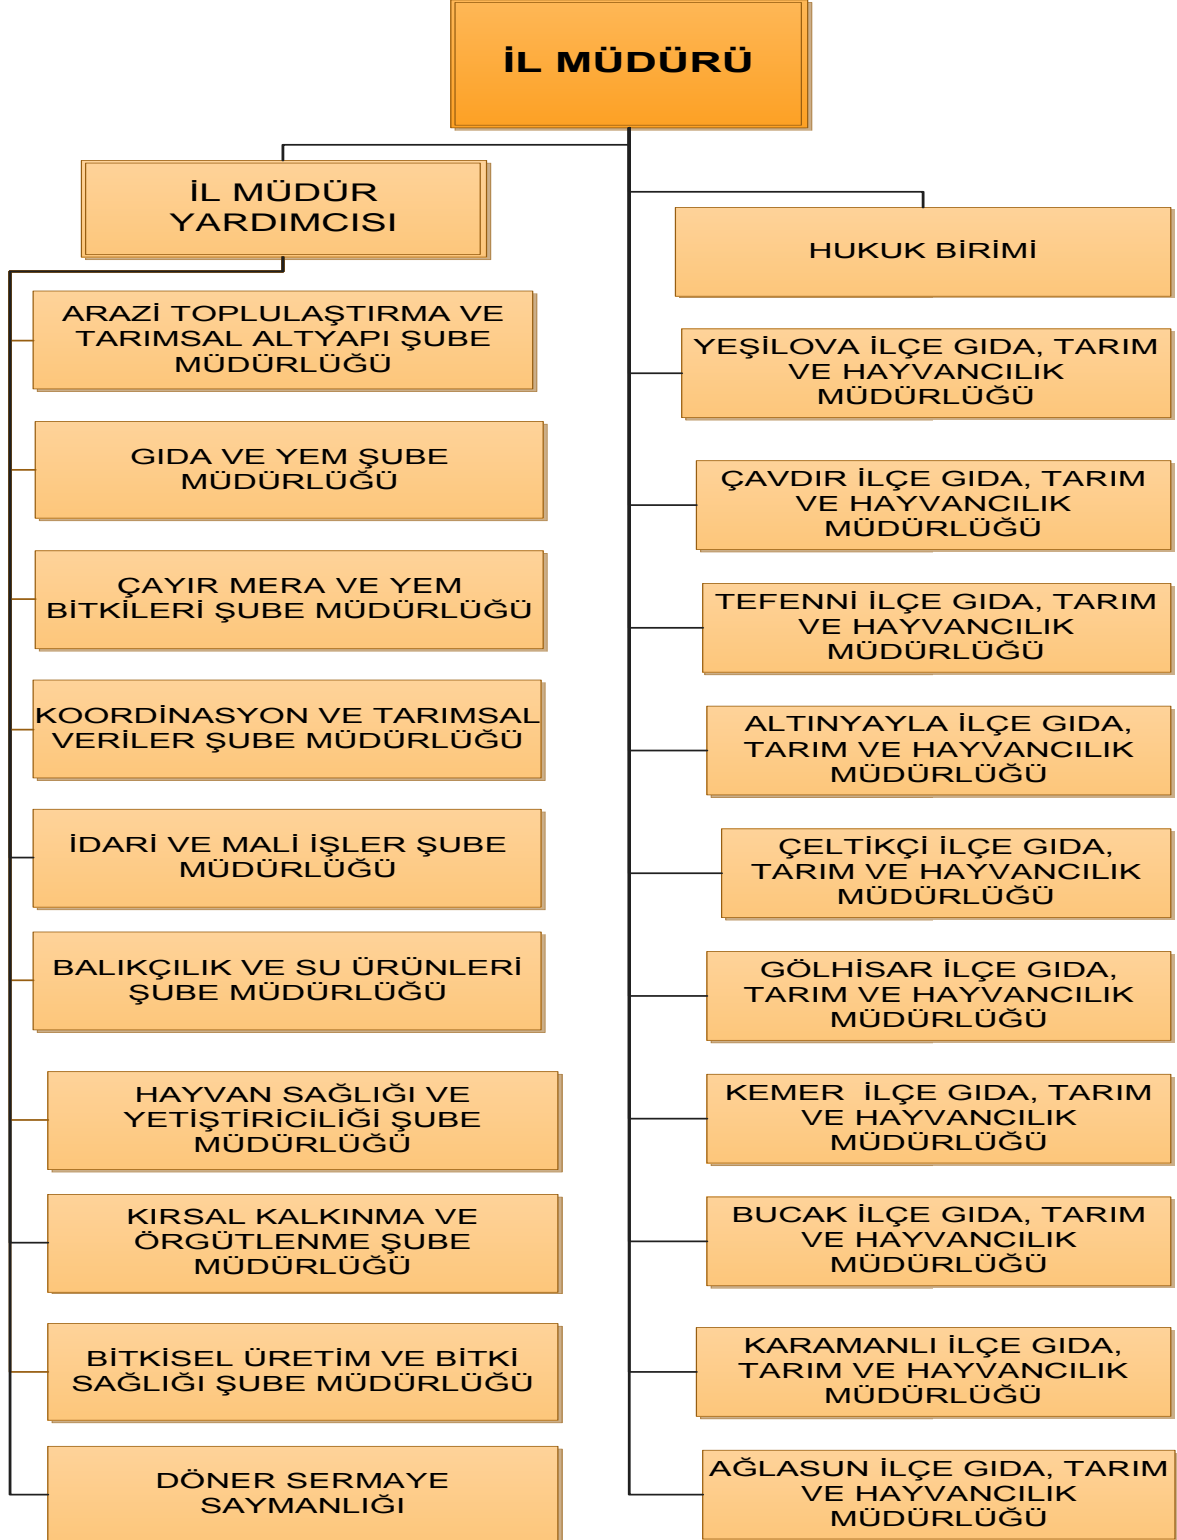 İL MÜDÜRÜ
İL MÜDÜR
YARDIMCISI
ARAZİ TOPLULAŞTIRMA VE
TARIMSAL ALTYAPI ŞUBE
MÜDÜRLÜĞÜ
GIDA VE YEM ŞUBE
MÜDÜRLÜĞÜ
ÇAYIR MERA VE YEM
BİTKİLERİ ŞUBE MÜDÜRLÜĞÜ
KOORDİNASYON VE TARIMSAL
VERİLER ŞUBE MÜDÜRLÜĞÜ
İDARİ VE MALİ İŞLER ŞUBE
MÜDÜRLÜĞÜ
BALIKÇILIK VE SU ÜRÜNLERİ
ŞUBE MÜDÜRLÜĞÜ
HAYVAN SAĞLIĞI VE
YETİŞTİRİCİLİĞİ ŞUBE
MÜDÜRLÜĞÜ
KIRSAL KALKINMA VE
ÖRGÜTLENME ŞUBE
MÜDÜRLÜĞÜ
BİTKİSEL ÜRETİM VE BİTKİ
SAĞLIĞI ŞUBE MÜDÜRLÜĞÜ
DÖNER SERMAYE
SAYMANLIĞI
HUKUK BİRİMİ
YEŞİLOVA İLÇE GIDA, TARIM
VE HAYVANCILIK
MÜDÜRLÜĞÜ
ÇAVDIR İLÇE GIDA, TARIM
VE HAYVANCILIK
MÜDÜRLÜĞÜ
TEFENNİ İLÇE GIDA, TARIM
VE HAYVANCILIK
MÜDÜRLÜĞÜ
ALTINYAYLA İLÇE GIDA,
TARIM VE HAYVANCILIK
MÜDÜRLÜĞÜ
ÇELTİKÇİ İLÇE GIDA,
TARIM VE HAYVANCILIK
MÜDÜRLÜĞÜ
GÖLHİSAR İLÇE GIDA,
TARIM VE HAYVANCILIK
MÜDÜRLÜĞÜ
KEMER İLÇE GIDA, TARIM
VE HAYVANCILIK
MÜDÜRLÜĞÜ
BUCAK İLÇE GIDA, TARIM
VE HAYVANCILIK
MÜDÜRLÜĞÜ
KARAMANLI İLÇE GIDA,
TARIM VE HAYVANCILIK
MÜDÜRLÜĞÜ
AĞLASUN İLÇE GIDA, TARIM
VE HAYVANCILIK
MÜDÜRLÜĞÜ